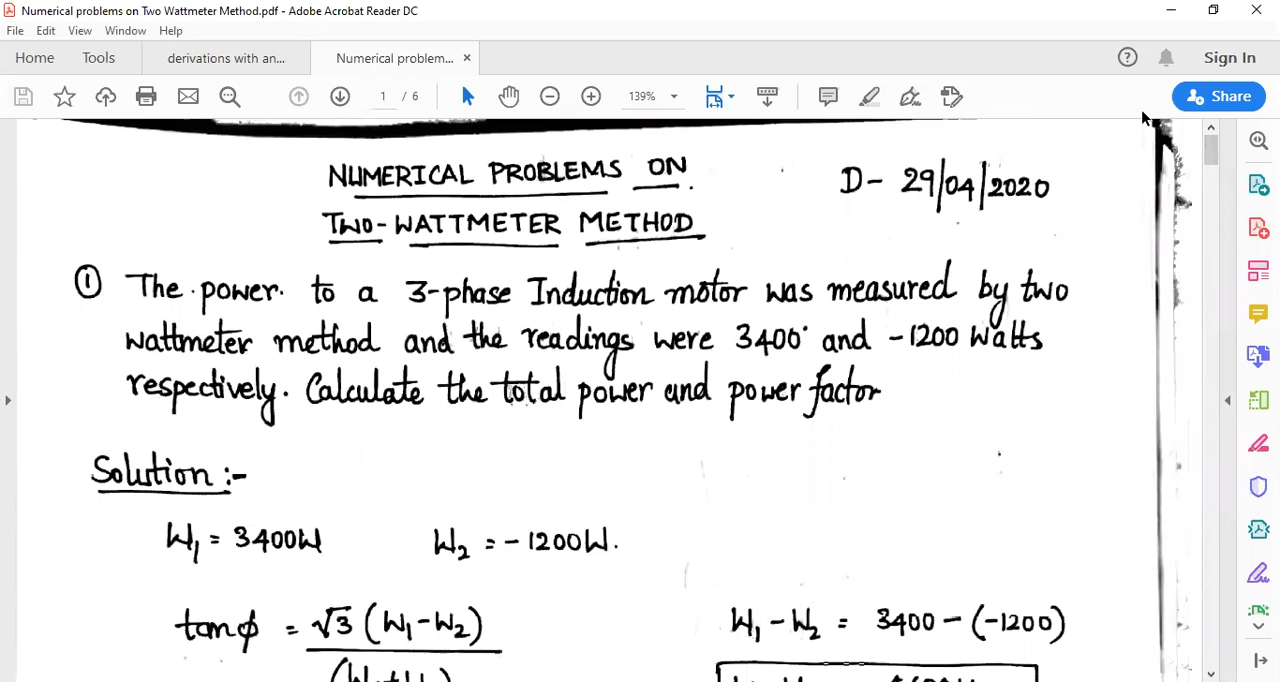 Numerical problems on Two Wattmeter Method.pdf - Adobe Acrobat Reader DC
File Edit View Window Help
Home Tools derivations with an... Numerical problem... ×
1 / 6 139% Share
Sign In
NUMERICAL PROBLEMS ON
D- 29/04/2020
TWO-WATTMETER METHOD
① The power to a 3-phase Induction motor was measured by two
wattmeter method and the readings were 3400 and -1200 Watts
respectively. Calculate the total power and power factor
Solution :-
W₁ = 3400W W₂ = -1200W.
tanϕ = √3 (W₁-W₂)
W₁-W₂ = 3400-(-1200)